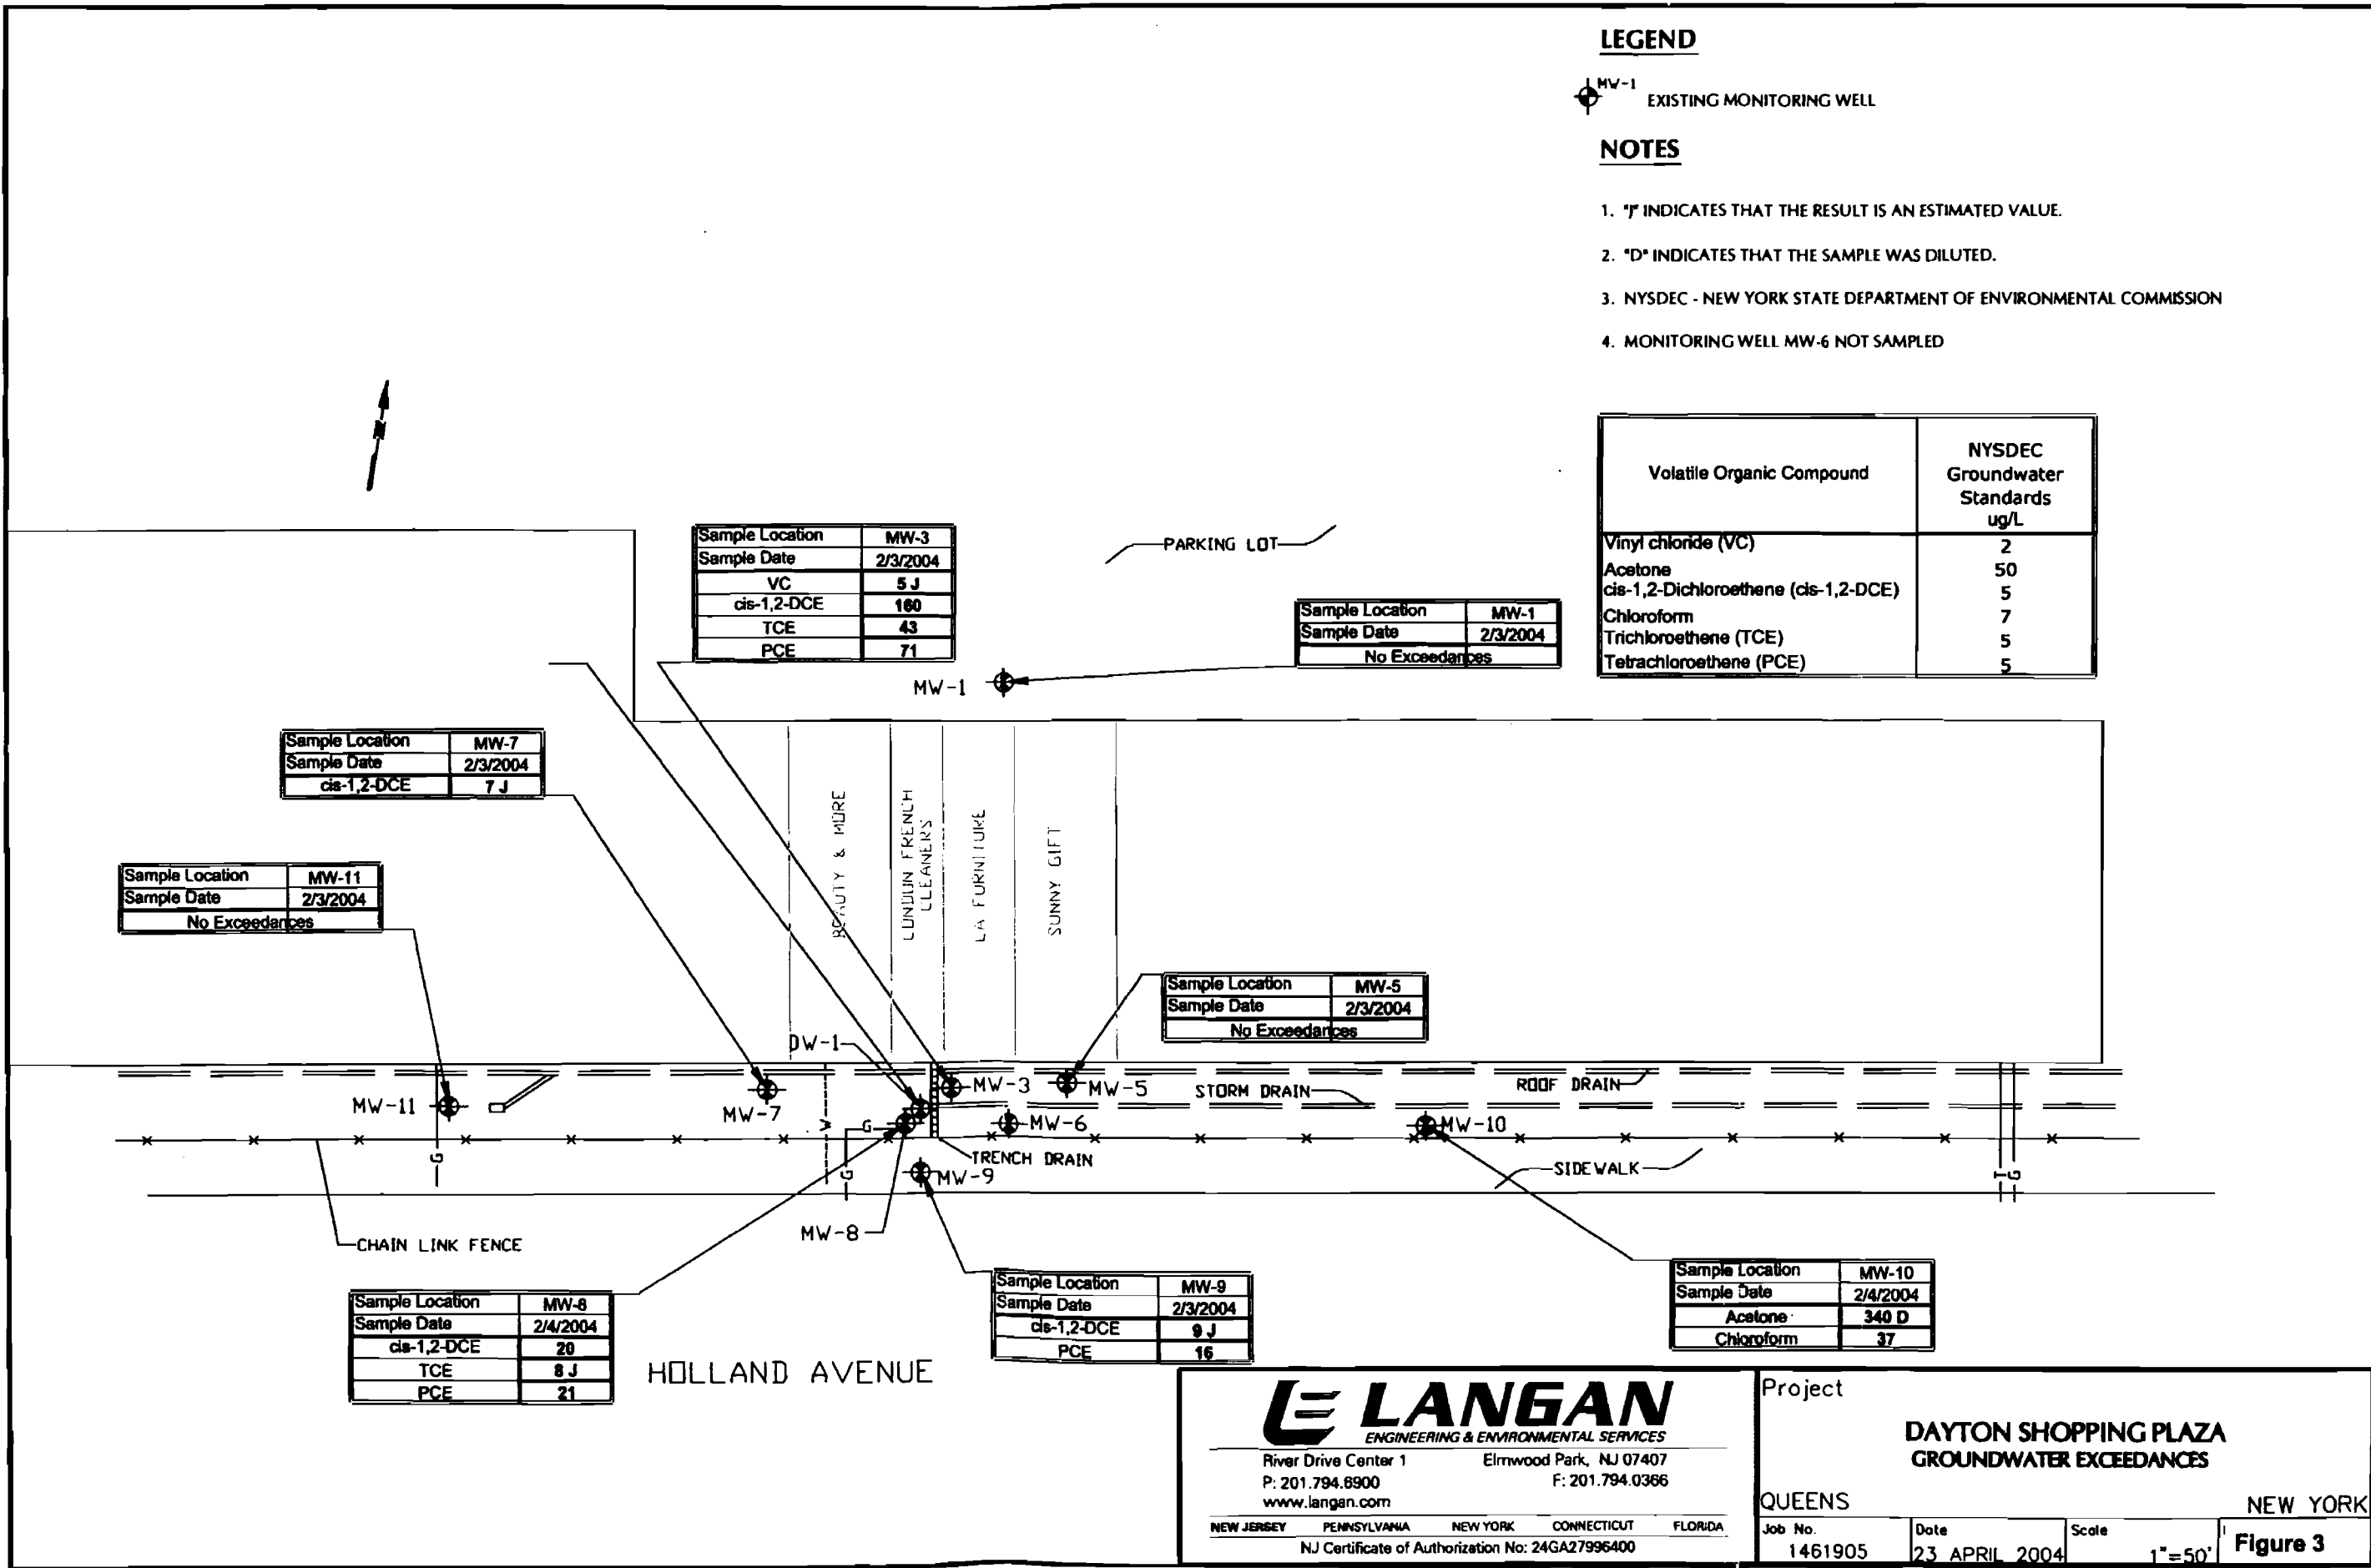 LEGEND
MW-1
EXISTING MONITORING WELL
NOTES
1. "J" INDICATES THAT THE RESULT IS AN ESTIMATED VALUE.
2. "D" INDICATES THAT THE SAMPLE WAS DILUTED.
3. NYSDEC - NEW YORK STATE DEPARTMENT OF ENVIRONMENTAL COMMISSION
4. MONITORING WELL MW-6 NOT SAMPLED
N
Volatile Organic Compound
NYSDEC
Groundwater
Standards
ug/L
Vinyl chloride (VC) 2
Acetone 50
cis-1,2-Dichloroethene (cis-1,2-DCE) 5
Chloroform 7
Trichloroethene (TCE) 5
Tetrachloroethene (PCE) 5
Sample Location MW-3
Sample Date 2/3/2004
VC 5 J
cis-1,2-DCE 160
TCE 43
PCE 71
PARKING LOT
Sample Location MW-1
Sample Date 2/3/2004
No Exceedances
MW-1
Sample Location MW-7
Sample Date 2/3/2004
cis-1,2-DCE 7 J
Sample Location MW-11
Sample Date 2/3/2004
No Exceedances
BEAUTY & MORE
LONDON FRENCH
CLEANERS
LA FURNITURE
SUNNY GIFT
Sample Location MW-5
Sample Date 2/3/2004
No Exceedances
DW-1
MW-11
MW-7
MW-3
MW-5
STORM DRAIN
ROOF DRAIN
MW-6
MW-10
W
G
G
G
TRENCH DRAIN
MW-9
SIDEWALK
T
G
MW-8
CHAIN LINK FENCE
Sample Location MW-8
Sample Date 2/4/2004
cis-1,2-DCE 20
TCE 8 J
PCE 21
HOLLAND AVENUE
Sample Location MW-9
Sample Date 2/3/2004
cis-1,2-DCE 9 J
PCE 16
Sample Location MW-10
Sample Date 2/4/2004
Acetone 340 D
Chloroform 37
LANGAN
ENGINEERING & ENVIRONMENTAL SERVICES
River Drive Center 1 Elmwood Park, NJ 07407
P: 201.794.6900 F: 201.794.0366
www.langan.com
NEW JERSEY PENNSYLVANIA NEW YORK CONNECTICUT FLORIDA
NJ Certificate of Authorization No: 24GA27996400
Project
DAYTON SHOPPING PLAZA
GROUNDWATER EXCEEDANCES
QUEENS NEW YORK
Job No. 1461905
Date 23 APRIL 2004
Scale 1"=50'
Figure 3